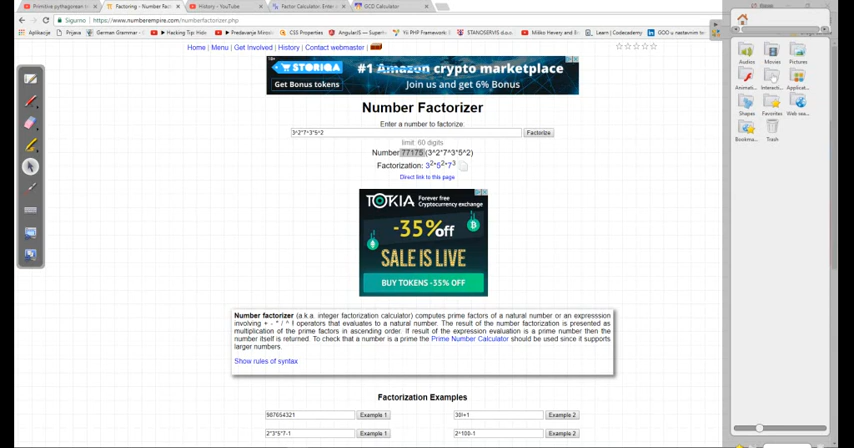 Primitive pythagorean t
Factoring - Number Fac
History - YouTube
YouTube
Factor Calculator. Enter
GCD Calculator
Sigurno | https://www.numberempire.com/numberfactorizer.php
Aplikacije Prijava German Grammar Hacking Tip Hidd Predavanje Mirosla CSS Properties AngularJS SuperHe Yii PHP Framework STANOSERVIS d.o.o. Milko Hevery and Br Learn | Codecademy GOO u nastavnim te
Home | Menu | Get Involved | History | Contact webmaster |
STORIQA #1 Amazon crypto marketplace
Get Bonus tokens Join us and get 6% Bonus
Number Factorizer
Enter a number to factorize.
3^2*7^3*5^2 Factorize
limit 60 digits
Number 77175 (3^2*7^3*5^2)
Factorization: 3²*5²*7³
Direct link to this page
TOKIA Forever free
Cryptocurrency exchange
-35%off
SALE IS LIVE
BUY TOKENS -35% OFF
Number factorizer (a.k.a. integer factorization calculator) computes prime factors of a natural number or an expresssion
involving + - * / ^ ! operators that evaluates to a natural number. The result of the number factorization is presented as
multiplication of the prime factors in ascending order. If result of the expression evaluation is a prime number then the
number itself is returned. To check that a number is a prime the Prime Number Calculator should be used since it supports
larger numbers.
Show rules of syntax
Factorization Examples
987654321 Example 1 30!+1 Example 2
2*3*5*7-1 Example 1 2^100-1 Example 2
Audios Movies Pictures
Animati... Interacti... Applicat...
Shapes Favorites Web sea...
Bookma... Trash